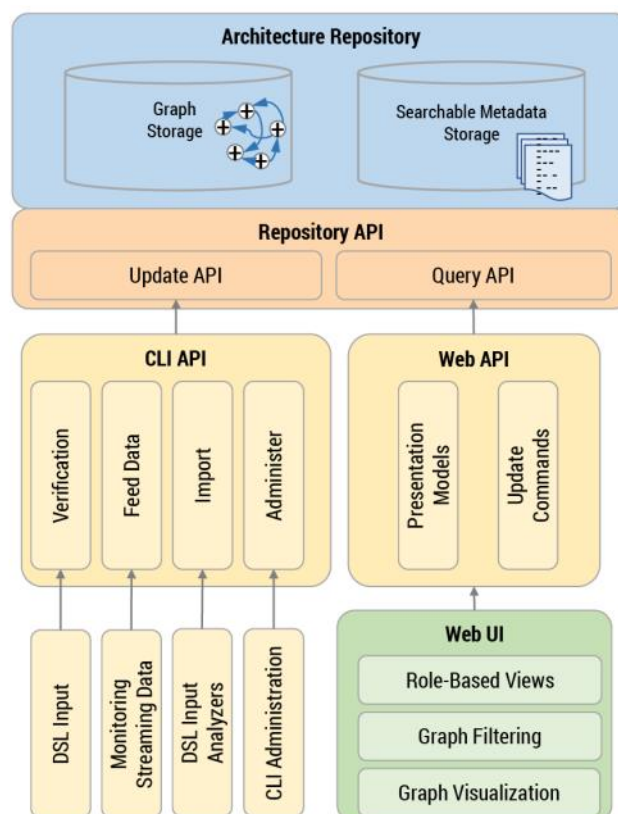 Architecture Repository
Graph
Storage
Searchable Metadata
Storage
Repository API
Update API
Query API
CLI API
Verification
Feed Data
Import
Administer
Web API
Presentation
Models
Update
Commands
DSL Input
Monitoring
Streaming Data
DSL Input
Analyzers
CLI Administration
Web UI
Role-Based Views
Graph Filtering
Graph Visualization